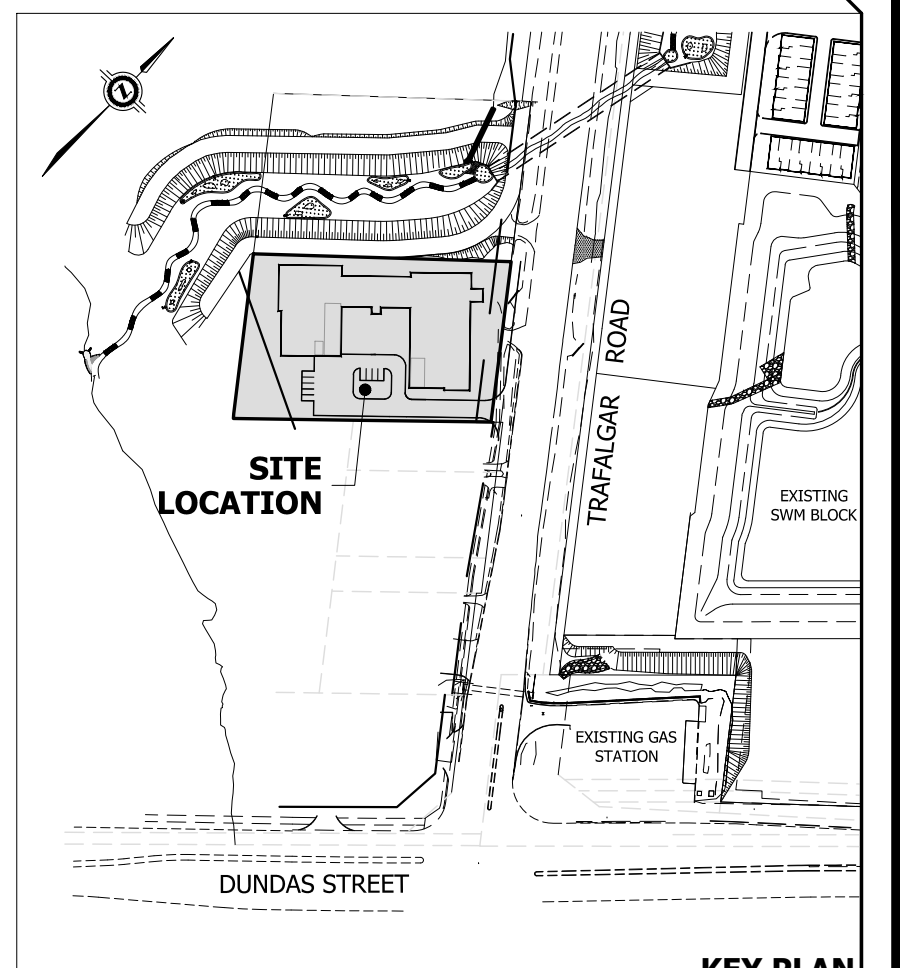 N
TRAFALGAR ROAD
SITE
LOCATION
EXISTING
SWM BLOCK
EXISTING GAS
STATION
DUNDAS STREET
KEY PLAN